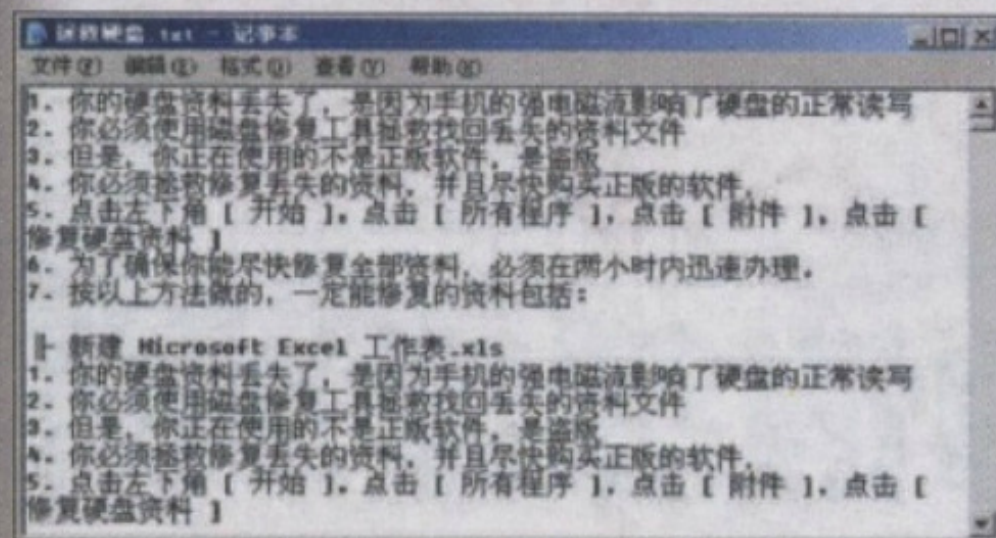 拯救硬盘.txt - 记事本
文件(F) 编辑(E) 格式(O) 查看(V) 帮助(H)
1. 你的硬盘资料丢失了，是因为手机的强电磁流影响了硬盘的正常读写
2. 你必须使用磁盘修复工具拯救找回丢失的资料文件
3. 但是，你正在使用的不是正版软件，是盗版
4. 你必须拯救修复丢失的资料，并且尽快购买正版的软件.
5. 点击左下角 [ 开始 ]，点击 [ 所有程序 ]，点击 [ 附件 ]，点击 [
修复硬盘资料 ]
6. 为了确保你能尽快修复全部资料，必须在两小时内迅速办理.
7. 按以上方法做的，一定能修复的资料包括:
├ 新建 Microsoft Excel 工作表.xls
1. 你的硬盘资料丢失了，是因为手机的强电磁流影响了硬盘的正常读写
2. 你必须使用磁盘修复工具拯救找回丢失的资料文件
3. 但是，你正在使用的不是正版软件，是盗版
4. 你必须拯救修复丢失的资料，并且尽快购买正版的软件.
5. 点击左下角 [ 开始 ]，点击 [ 所有程序 ]，点击 [ 附件 ]，点击 [
修复硬盘资料 ]